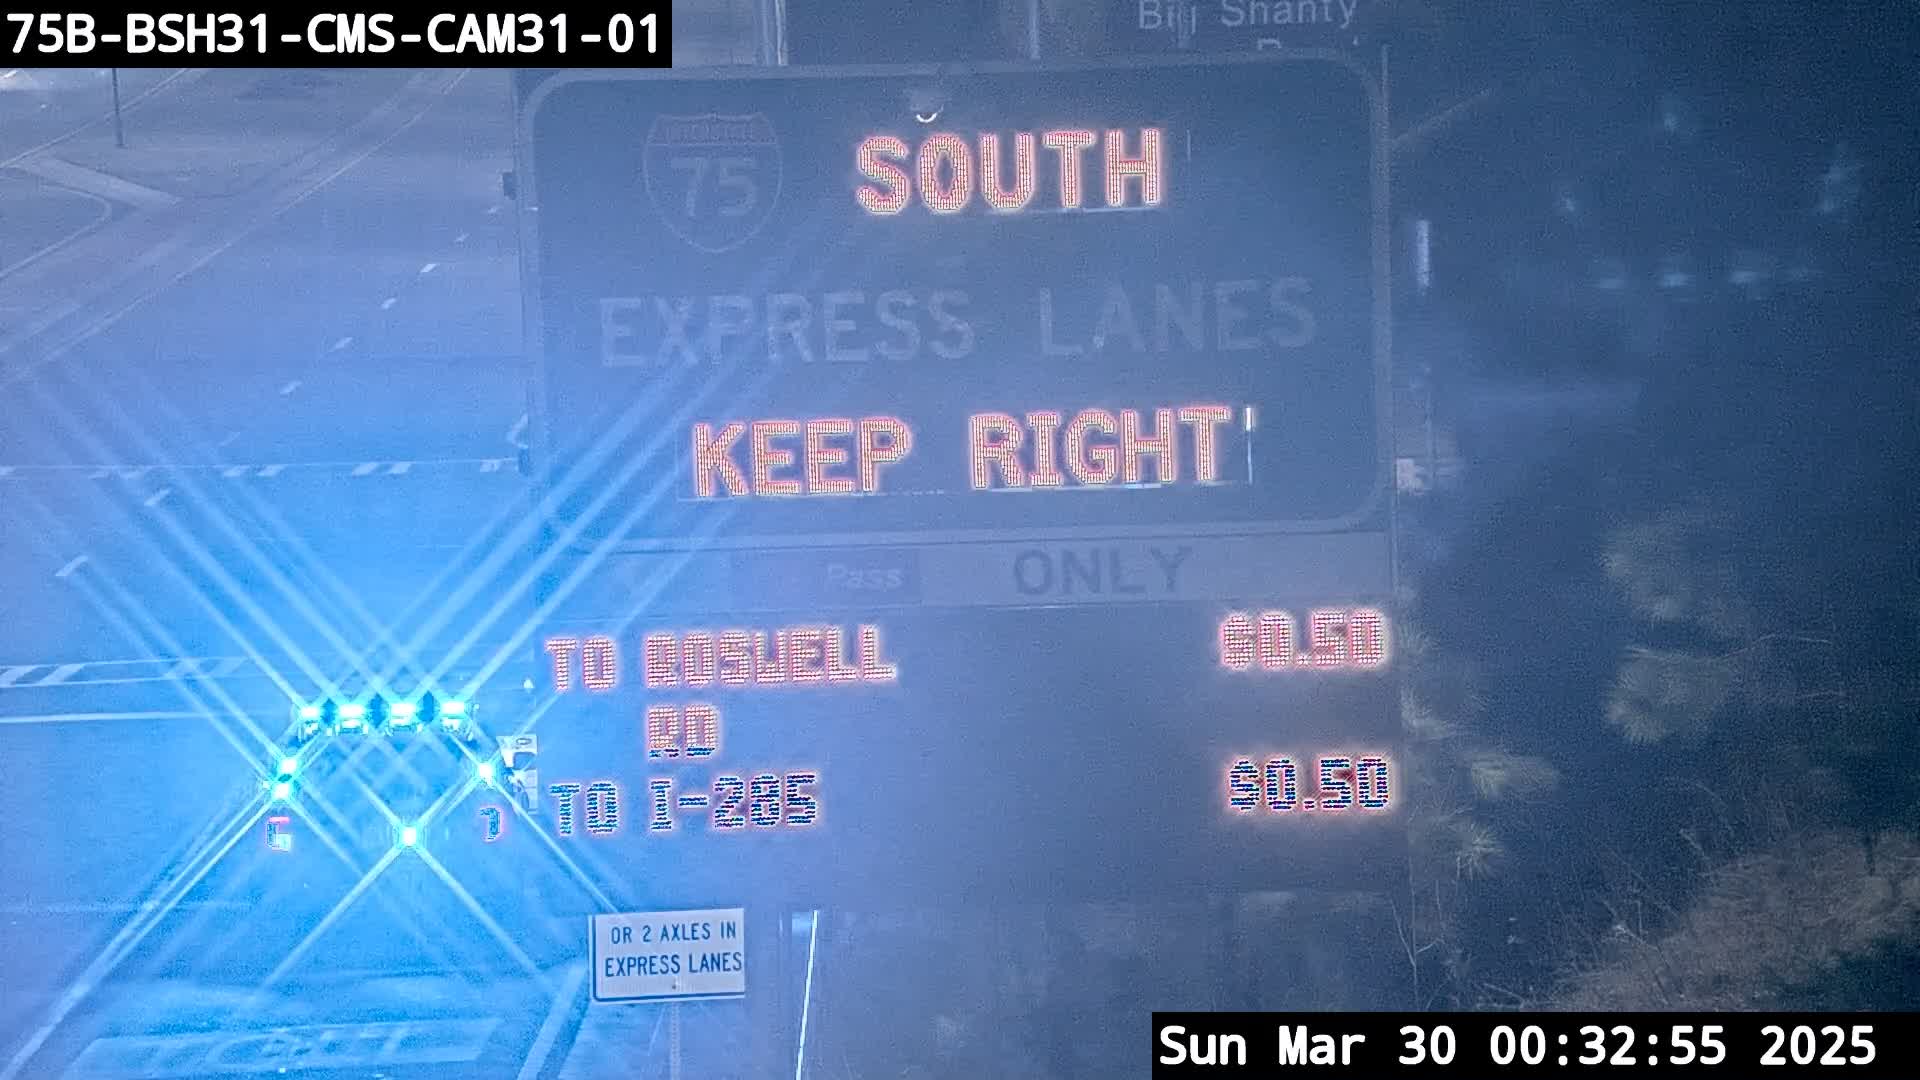 75B-BSH31-CMS-CAM31-01
Big Shanty
INTERSTATE
75
SOUTH
EXPRESS LANES
KEEP RIGHT
Pass ONLY
TO ROSWELL $0.50
RD
TO I-285 $0.50
OR 2 AXLES IN
EXPRESS LANES
Sun Mar 30 00:32:55 2025